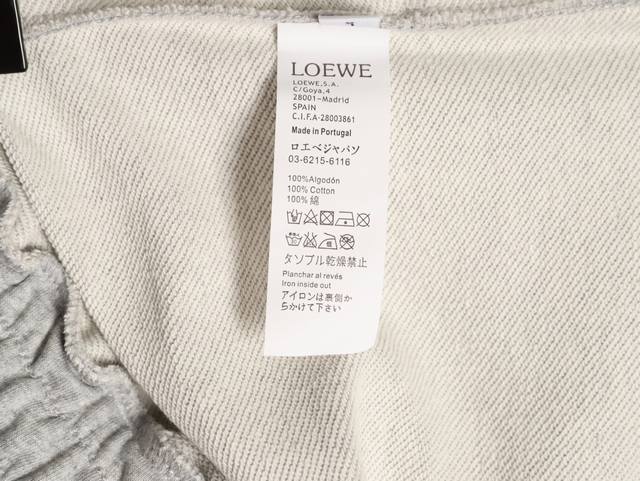 LOEWE
LOEWE,S.A.
C/Goya,4
28001-Madrid
SPAIN
C.I.F.A-28003861
Made in Portugal
ロエベジャパソ
03-6215-6116
100%Algodón
100% Cotton
100% 綿
タソブル乾燥禁止
Planchar al revés
Iron inside out
アイロンは裏側か
らかけて下さい